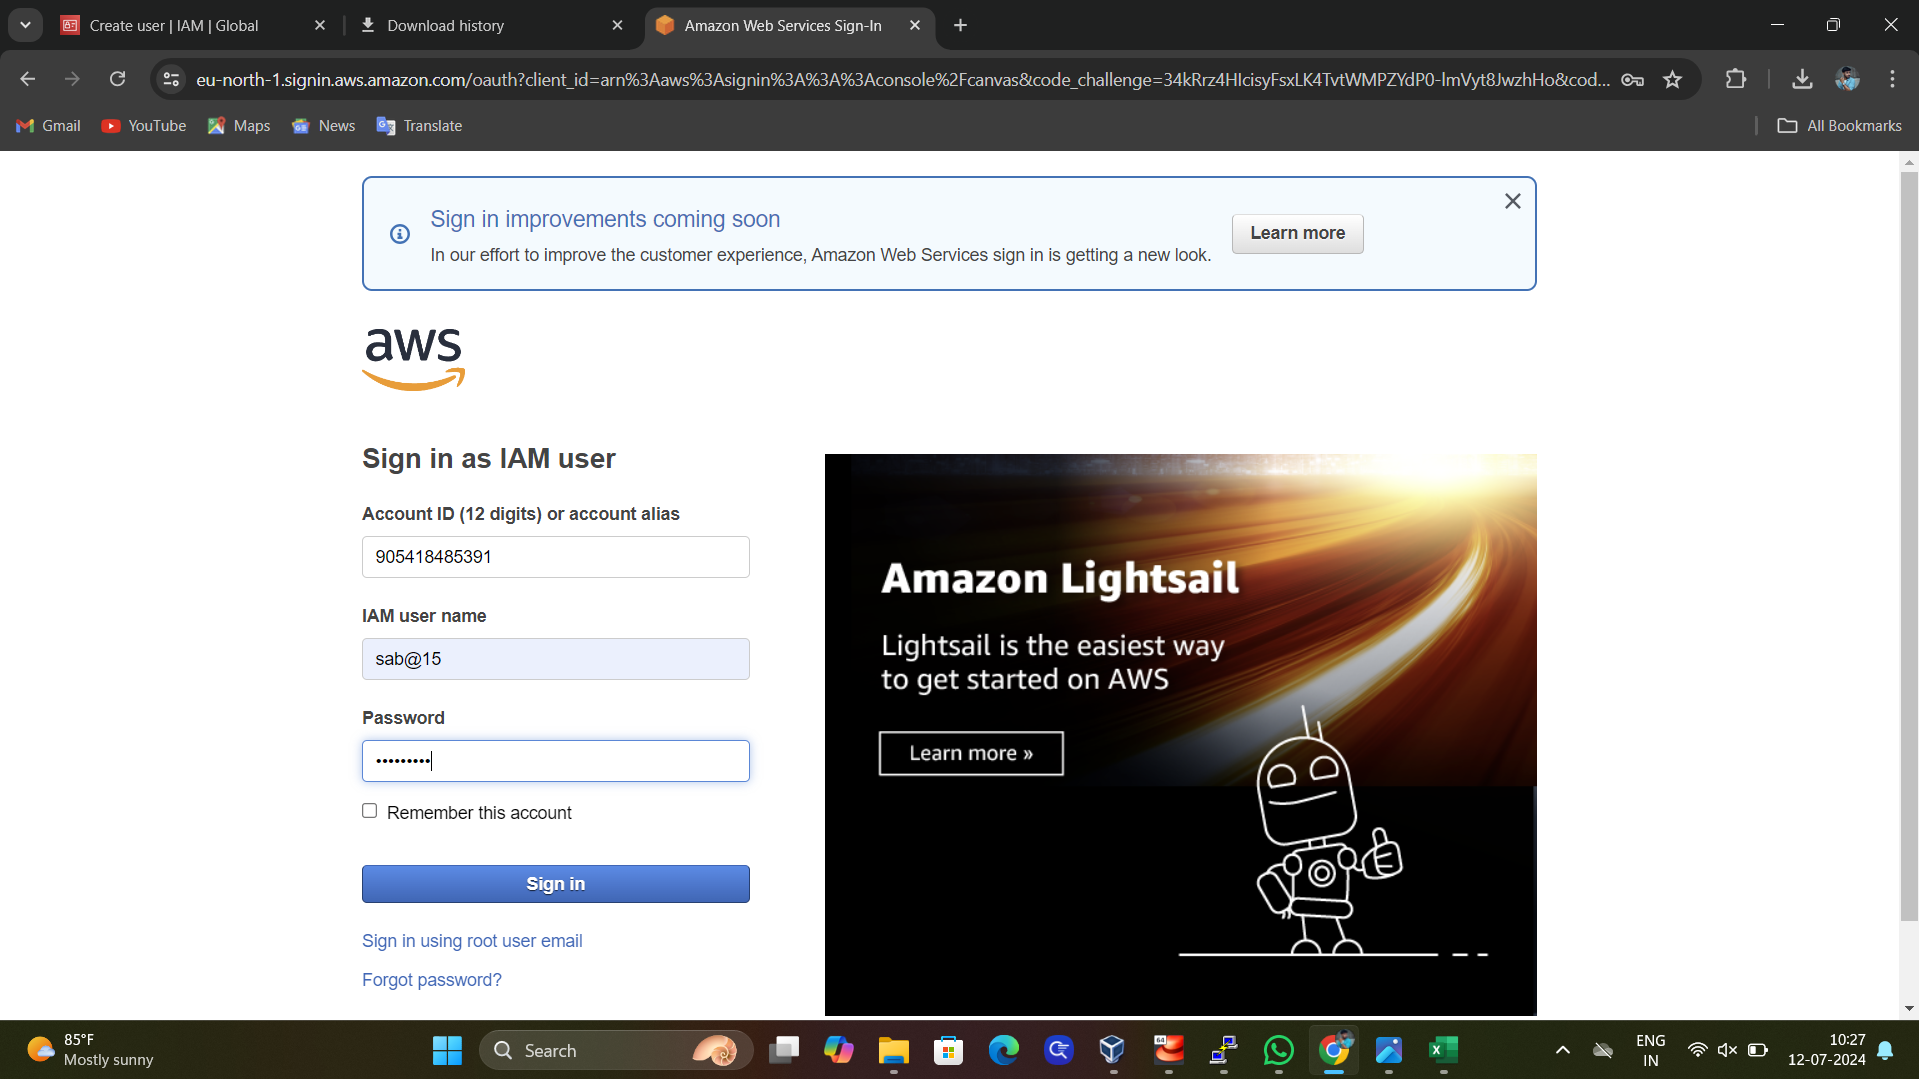 Create user | IAM | Global
Download history
Amazon Web Services Sign-In
eu-north-1.signin.aws.amazon.com/oauth?client_id=arn%3Aaws%3Asignin%3A%3A%3Aconsole%2Fcanvas&code_challenge=34kRrz4HIcisyFsxLK4TvtWMPZYdP0-lmVyt8JwzhHo&cod...
Gmail
YouTube
Maps
News
Translate
All Bookmarks
Sign in improvements coming soon
In our effort to improve the customer experience, Amazon Web Services sign in is getting a new look.
Learn more
aws
Sign in as IAM user
Account ID (12 digits) or account alias
905418485391
IAM user name
sab@15
Password
•••••••••
Remember this account
Sign in
Sign in using root user email
Forgot password?
Amazon Lightsail
Lightsail is the easiest way
to get started on AWS
Learn more »
85°F
Mostly sunny
Search
64
ENG
IN
10:27
12-07-2024